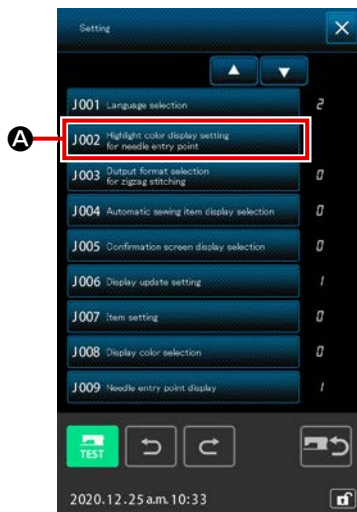 Setting
J001 Language selection 2
A
J002 Highlight color display setting
for needle entry point
J003 Output format selection
for zigzag stitching 0
J004 Automatic sewing item display selection 0
J005 Confirmation screen display selection 0
J006 Display update setting 1
J007 Item setting 0
J008 Display color selection 0
J009 Needle entry point display 1
TEST
2020.12.25 a.m. 10:33